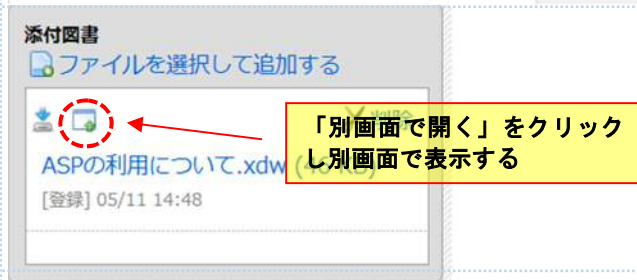 添付図書
ファイルを選択して追加する
「別画面で開く」をクリック
し別画面で表示する
ASPの利用について.xdw
[登録] 05/11 14:48